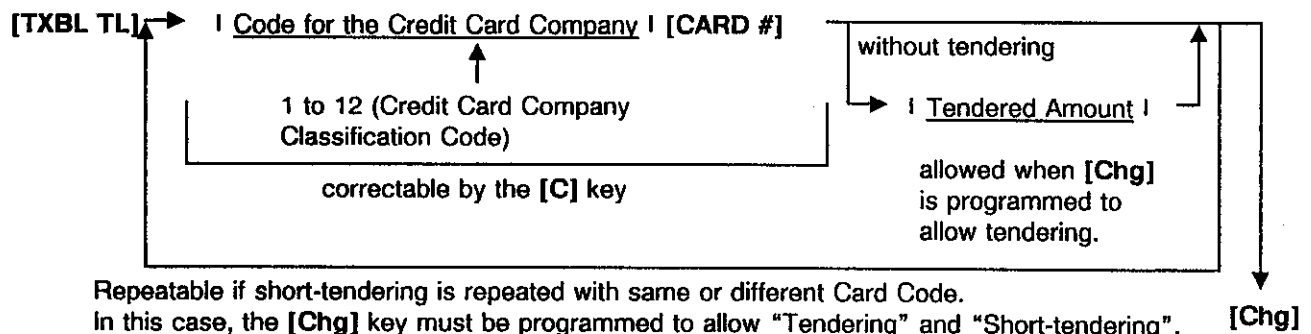 [TXBL TL] | Code for the Credit Card Company | [CARD #]
without tendering
1 to 12 (Credit Card Company
Classification Code)
| Tendered Amount |
correctable by the [C] key
allowed when [Chg]
is programmed to
allow tendering.
Repeatable if short-tendering is repeated with same or different Card Code.
In this case, the [Chg] key must be programmed to allow "Tendering" and "Short-tendering".
[Chg]